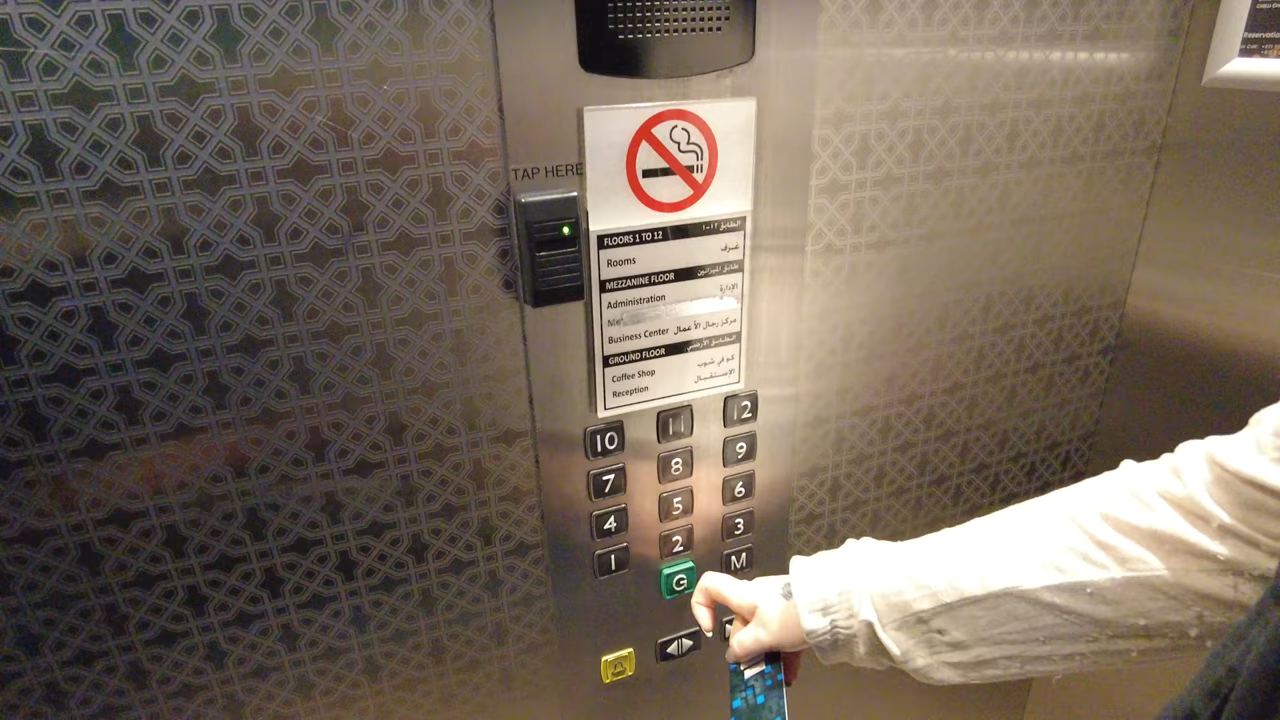 TAP HERE
FLOORS 1 TO 12 الطابق ١٢-١
Rooms غرف
MEZZANINE FLOOR طابق الميزانين
Administration الإدارة
Business Center مركز رجال الأعمال
GROUND FLOOR الطابق الأرضي
Coffee Shop كوفي شوب
Reception الإستقبال
10 11 12
7 8 9
4 5 6
1 2 3
G M